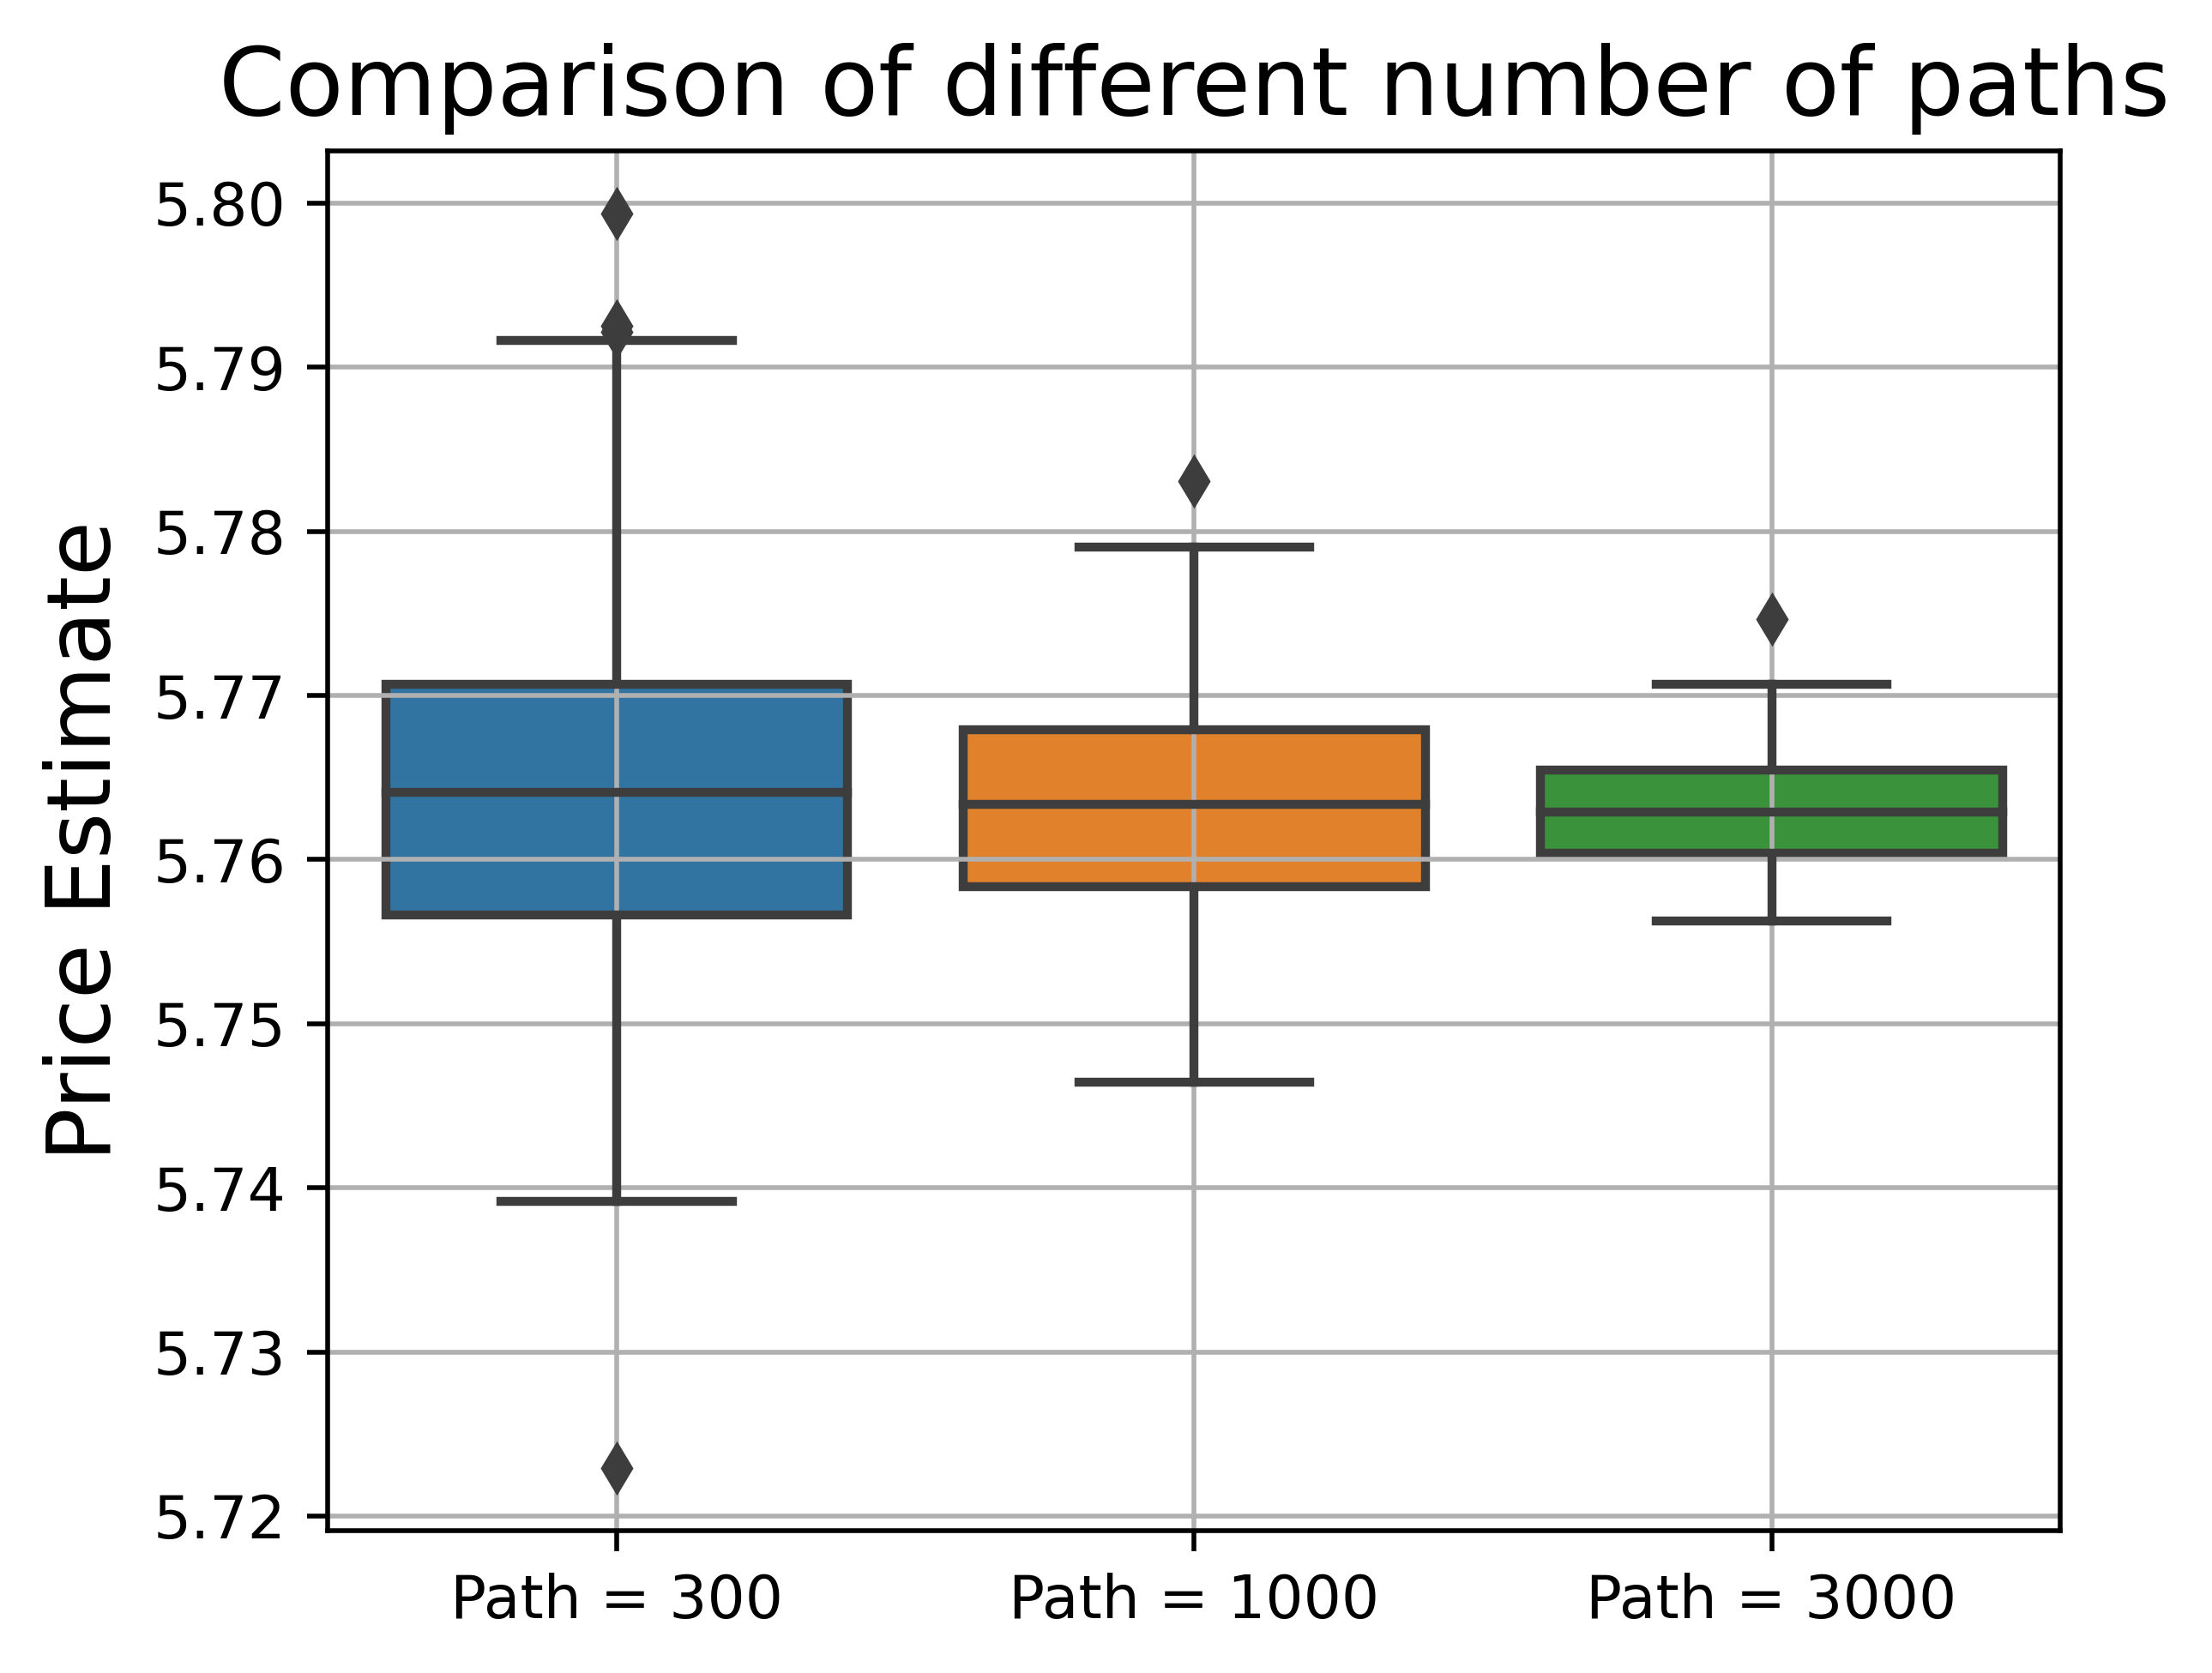 Comparison of different number of paths
Price Estimate
5.80
5.79
5.78
5.77
5.76
5.75
5.74
5.73
5.72
Path = 300
Path = 1000
Path = 3000